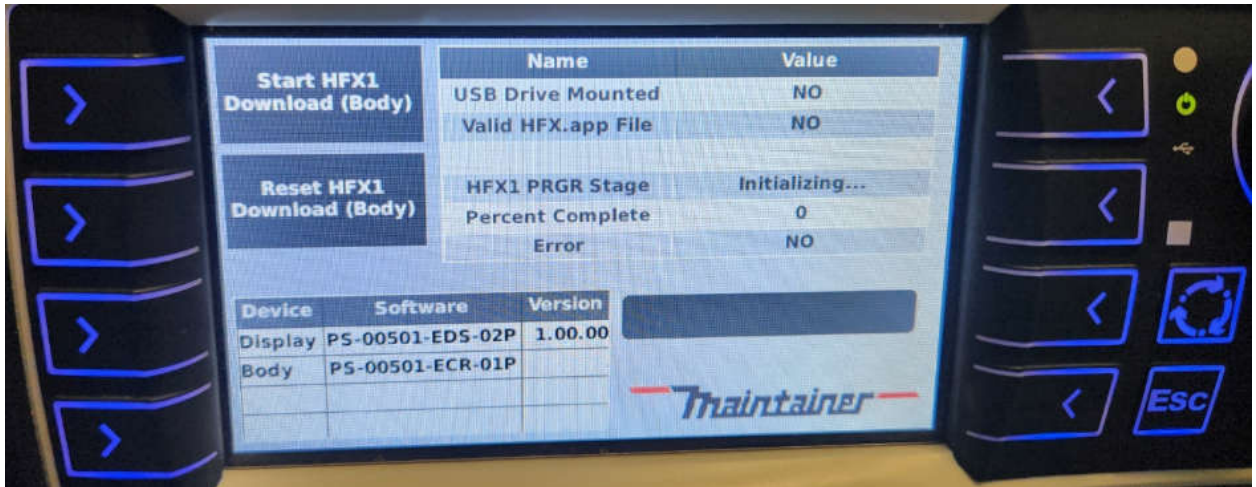 Start HFX1
Download (Body)
Reset HFX1
Download (Body)
Name Value
USB Drive Mounted NO
Valid HFX.app File NO
HFX1 PRGR Stage Initializing...
Percent Complete 0
Error NO
Device Software Version
Display PS-00501-EDS-02P 1.00.00
Body PS-00501-ECR-01P
Maintainer
ESC